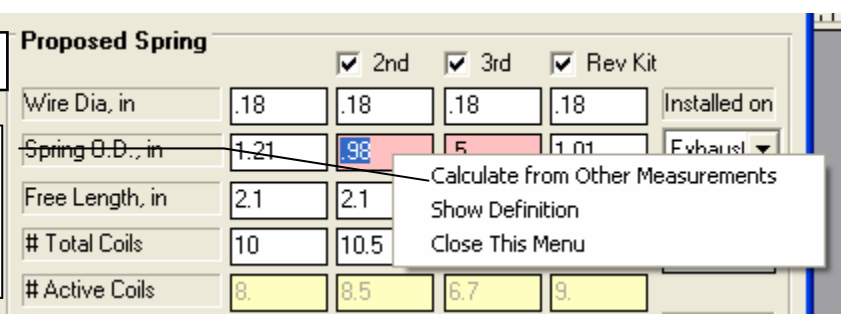 Proposed Spring
2nd 3rd Rev Kit
Wire Dia, in .18 .18 .18 .18 Installed on
Spring O.D., in 1.21 .98 .5 1.01 Exhaust
Calculate from Other Measurements
Free Length, in 2.1 2.1
Show Definition
# Total Coils 10 10.5
Close This Menu
# Active Coils 8. 8.5 6.7 9.